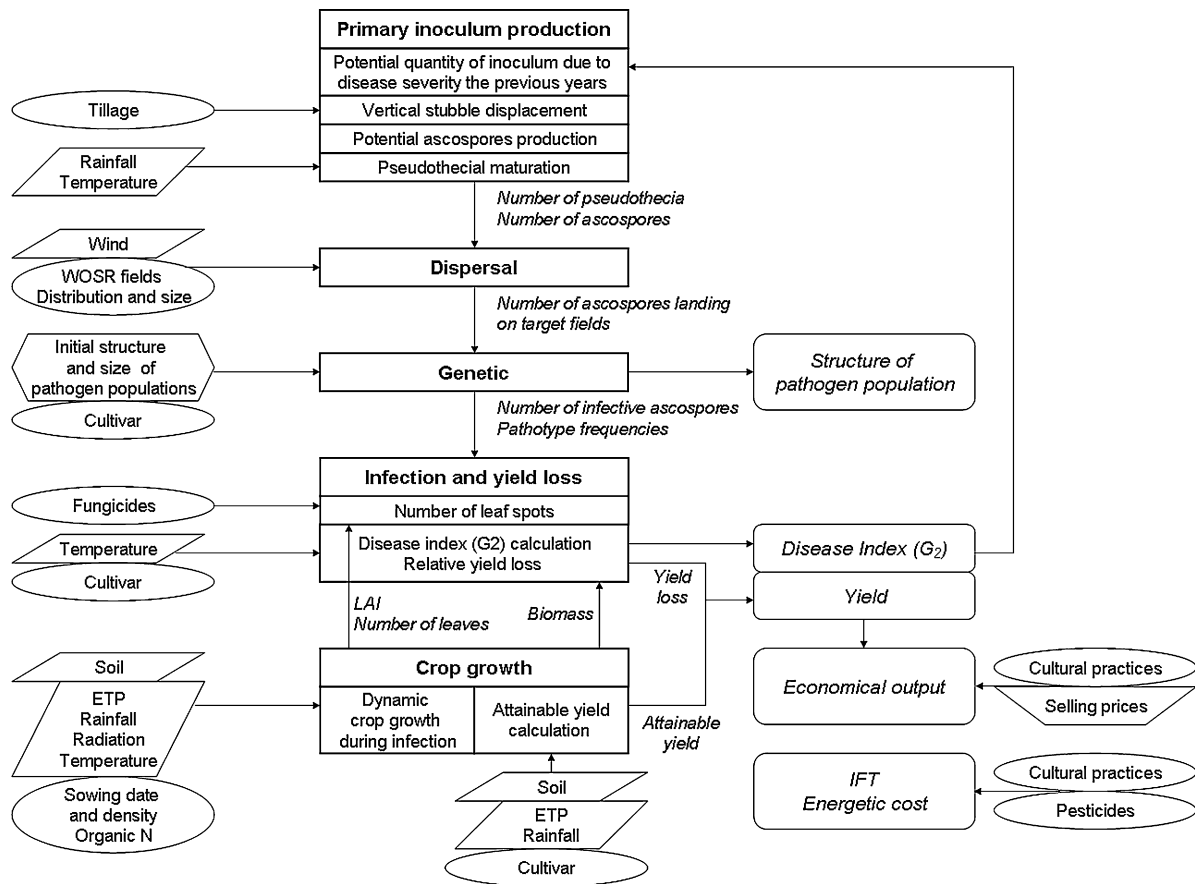 Primary inoculum production
Potential quantity of inoculum due to
disease severity the previous years
Tillage
Vertical stubble displacement
Potential ascospores production
Rainfall
Temperature
Pseudothecial maturation
Number of pseudothecia
Number of ascospores
Wind
WOSR fields
Distribution and size
Dispersal
Number of ascospores landing
on target fields
Initial structure
and size of
pathogen populations
Cultivar
Genetic
Structure of
pathogen population
Number of infective ascospores
Pathotype frequencies
Infection and yield loss
Fungicides
Number of leaf spots
Temperature
Cultivar
Disease index (G2) calculation
Relative yield loss
Disease Index (G₂)
Yield
loss
Yield
LAI
Number of leaves
Biomass
Crop growth
Soil
ETP
Rainfall
Radiation
Temperature
Sowing date
and density
Organic N
Dynamic
crop growth
during infection
Attainable yield
calculation
Attainable
yield
Economical output
Cultural practices
Selling prices
Soil
ETP
Rainfall
Cultivar
IFT
Energetic cost
Cultural practices
Pesticides